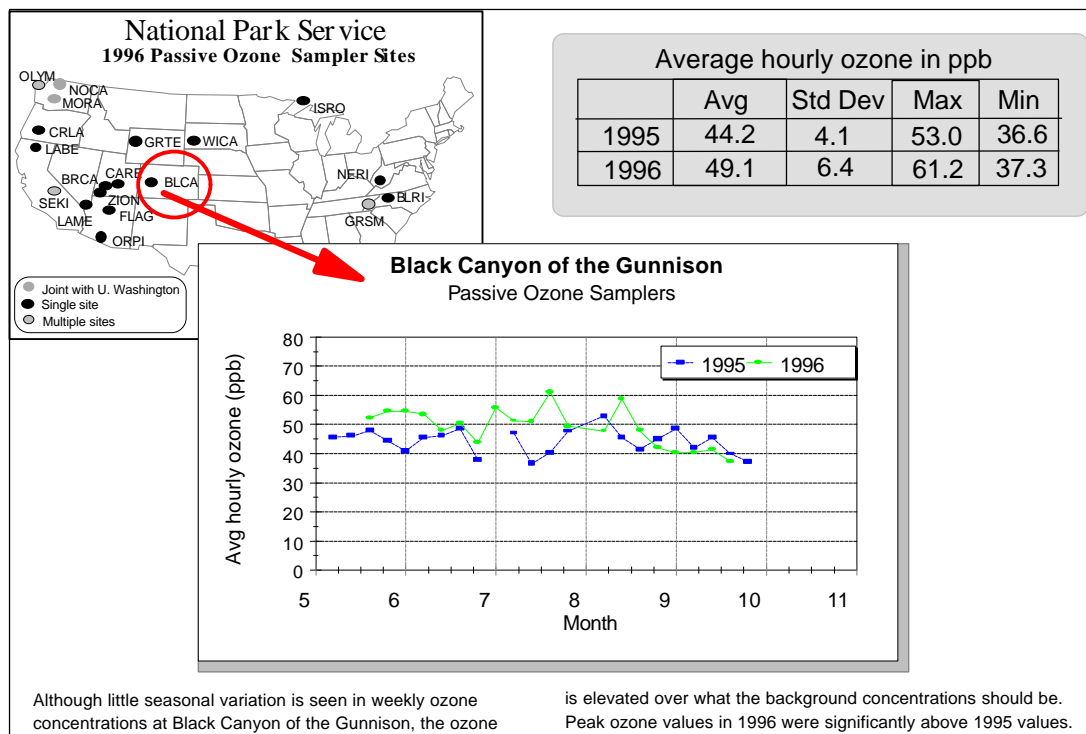 National Park Service
1996 Passive Ozone Sampler Sites
OLYM
NOCA
MORA
ISRO
CRLA
LABE
GRTE
WICA
BRCA
CARE
BLCA
NERI
SEKI
ZION
BLRI
LAME
FLAG
GRSM
ORPI
Joint with U. Washington
Single site
Multiple sites
Average hourly ozone in ppb
Avg Std Dev Max Min
1995 44.2 4.1 53.0 36.6
1996 49.1 6.4 61.2 37.3
Black Canyon of the Gunnison
Passive Ozone Samplers
1995 1996
Avg hourly ozone (ppb)
80
70
60
50
40
30
20
10
0
5 6 7 8 9 10 11
Month
Although little seasonal variation is seen in weekly ozone
concentrations at Black Canyon of the Gunnison, the ozone
is elevated over what the background concentrations should be.
Peak ozone values in 1996 were significantly above 1995 values.